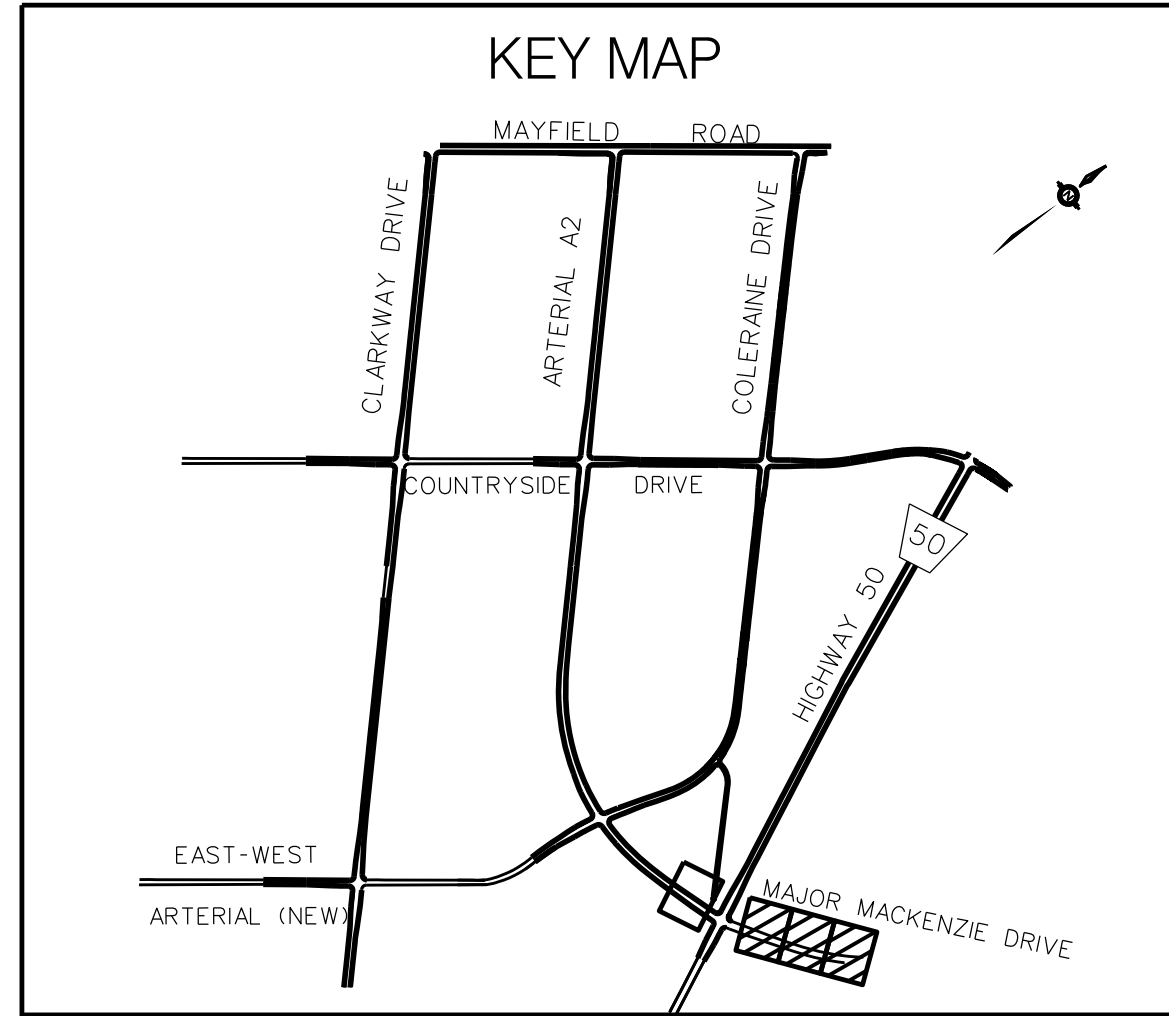 KEY MAP
MAYFIELD ROAD
CLARKWAY DRIVE
ARTERIAL A2
COLERAINE DRIVE
N
COUNTRYSIDE DRIVE
50
HIGHWAY 50
EAST-WEST
ARTERIAL (NEW)
MAJOR MACKENZIE DRIVE